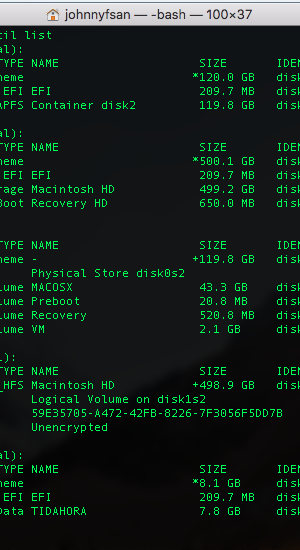 johnnyfsan — -bash — 100×37
til list
al):
TYPE NAME SIZE IDEN
heme *120.0 GB disk
EFI EFI 209.7 MB disk
APFS Container disk2 119.8 GB disk
al):
TYPE NAME SIZE IDEN
heme *500.1 GB disk
EFI EFI 209.7 MB disk
rage Macintosh HD 499.2 GB disk
Boot Recovery HD 650.0 MB disk
TYPE NAME SIZE IDEN
heme - +119.8 GB disk
Physical Store disk0s2
lume MACOSX 43.3 GB disk
lume Preboot 20.8 MB disk
lume Recovery 520.8 MB disk
lume VM 2.1 GB disk
l):
TYPE NAME SIZE IDEN
_HFS Macintosh HD +498.9 GB disk
Logical Volume on disk1s2
59E35705-A472-42FB-8226-7F3056F5DD7B
Unencrypted
al):
TYPE NAME SIZE IDEN
heme *8.1 GB disk
EFI EFI 209.7 MB disk
Data TIDAHORA 7.8 GB disk